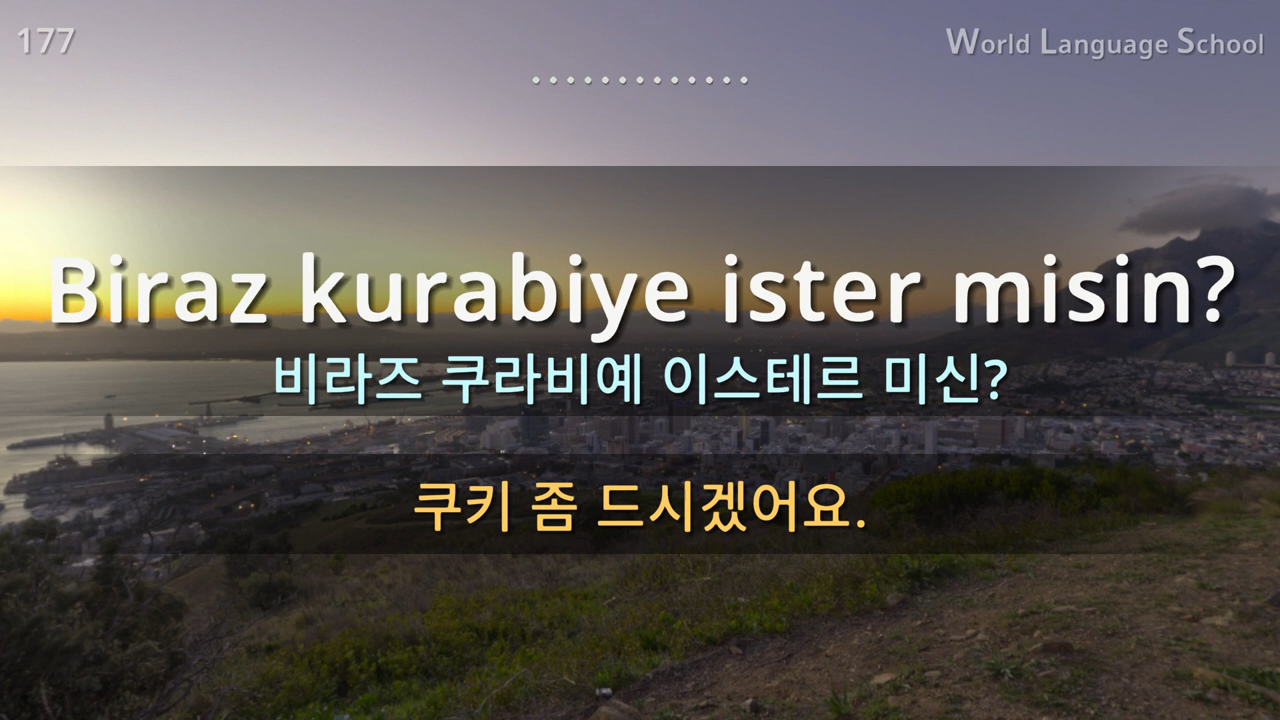 177
World Language School
Biraz kurabiye ister misin?
비라즈 쿠라비예 이스테르 미신?
쿠키 좀 드시겠어요.